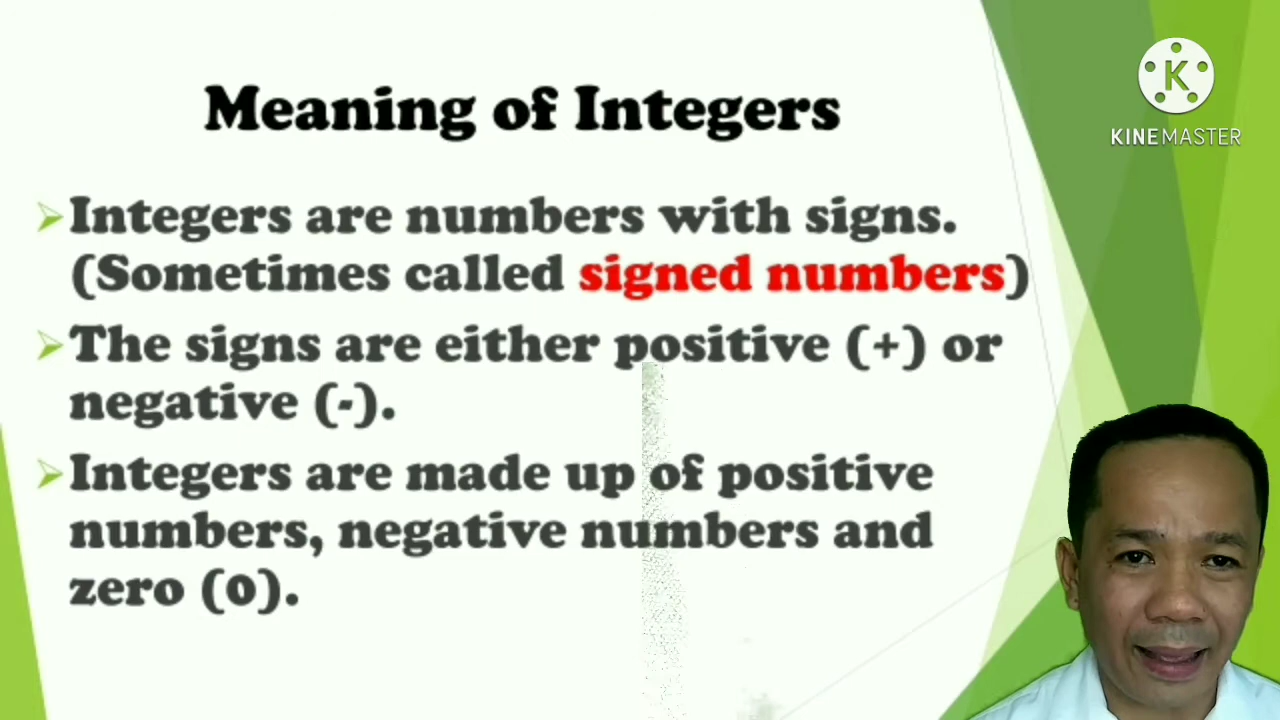 Meaning of Integers
K
KINEMASTER
Integers are numbers with signs.
(Sometimes called signed numbers)
The signs are either positive (+) or
negative (-).
Integers are made up of positive
numbers, negative numbers and
zero (0).